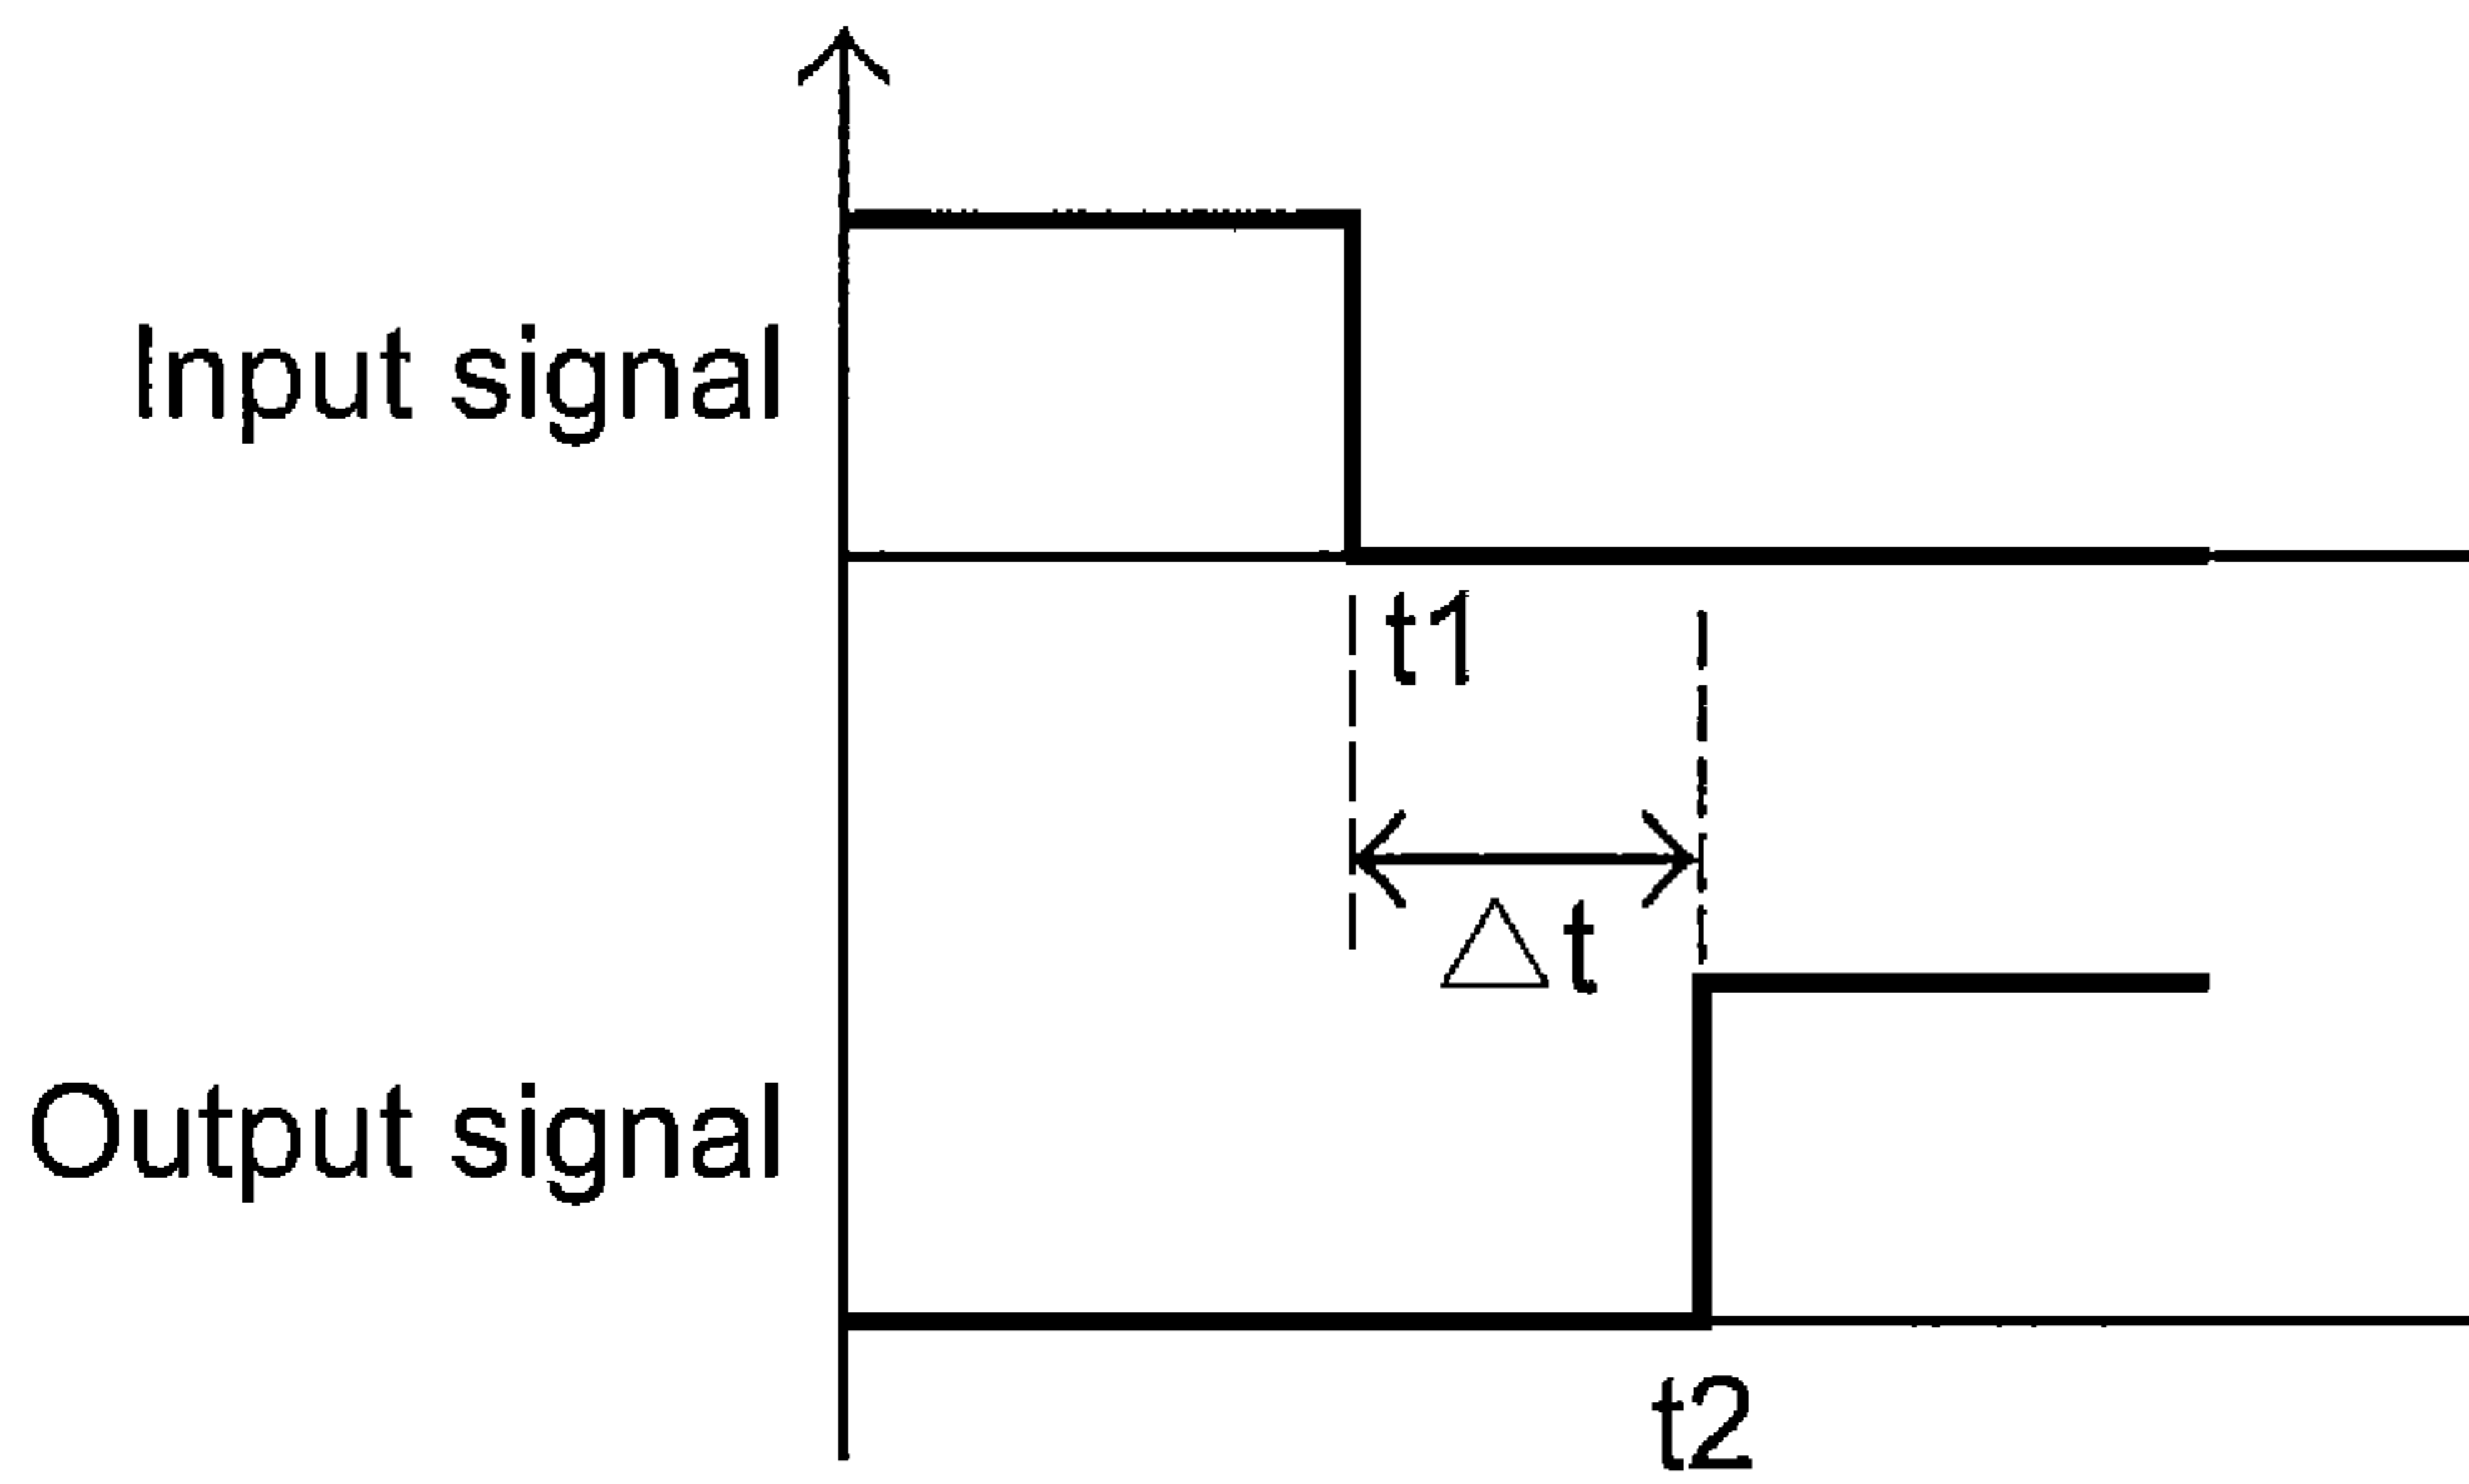 Input signal
t1
△t
Output signal
t2